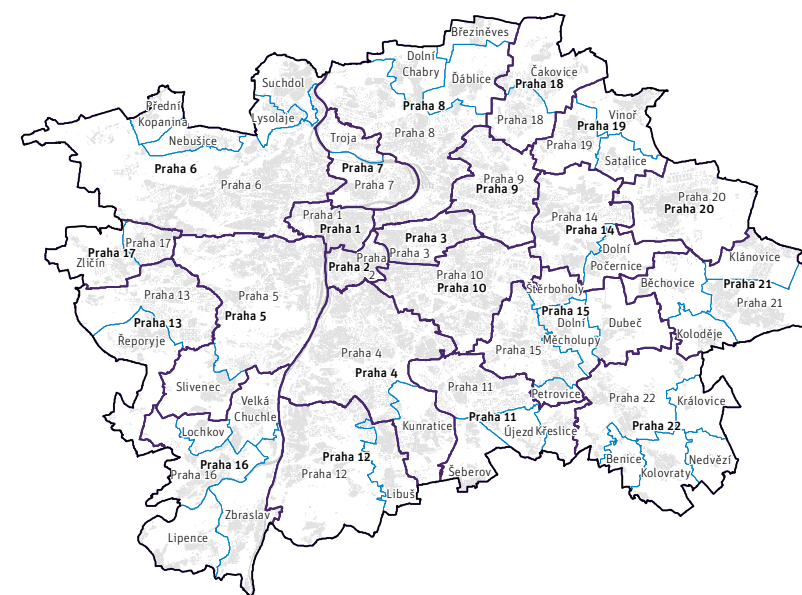 Březiněves
Dolní
Chabry
Ďáblice
Praha 8
Praha 8
Čakovice
Praha 18
Praha 18
Suchdol
Lysolaje
Přední
Kopanina
Nebušice
Praha 6
Praha 6
Troja
Praha 7
Praha 7
Vinoř
Praha 19
Praha 19
Satalice
Praha 9
Praha 9
Praha 20
Praha 20
Praha 1
Praha 1
Praha 3
Praha 3
Praha 14
Praha 14
Dolní
Počernice
Praha 17
Praha 17
Zličín
Praha 2
Praha
2
Praha 10
Praha 10
Klánovice
Běchovice
Praha 21
Praha 21
Koloděje
Praha 13
Praha 13
Řeporyje
Praha 5
Praha 5
Štěrboholy
Praha 15
Dolní
Měcholupy
Dubeč
Praha 15
Petrovice
Praha 4
Praha 4
Slivenec
Velká
Chuchle
Lochkov
Praha 16
Praha 16
Praha 11
Praha 11
Újezd
Křeslice
Kunratice
Šeberov
Praha 12
Praha 12
Libuš
Praha 22
Praha 22
Královice
Benice
Kolovraty
Nedvězí
Zbraslav
Lipence